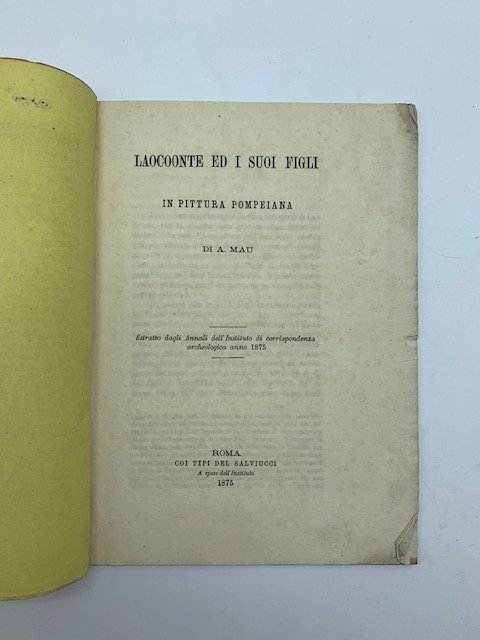 LAOCOONTE ED I SUOI FIGLI
IN PITTURA POMPEIANA
DI A. MAU
Estratto dagli Annali dell'Instituto di corrispondenza
archeologica anno 1875
ROMA
COI TIPI DEL SALVIUCCI
A spese dell'Instituto
1875